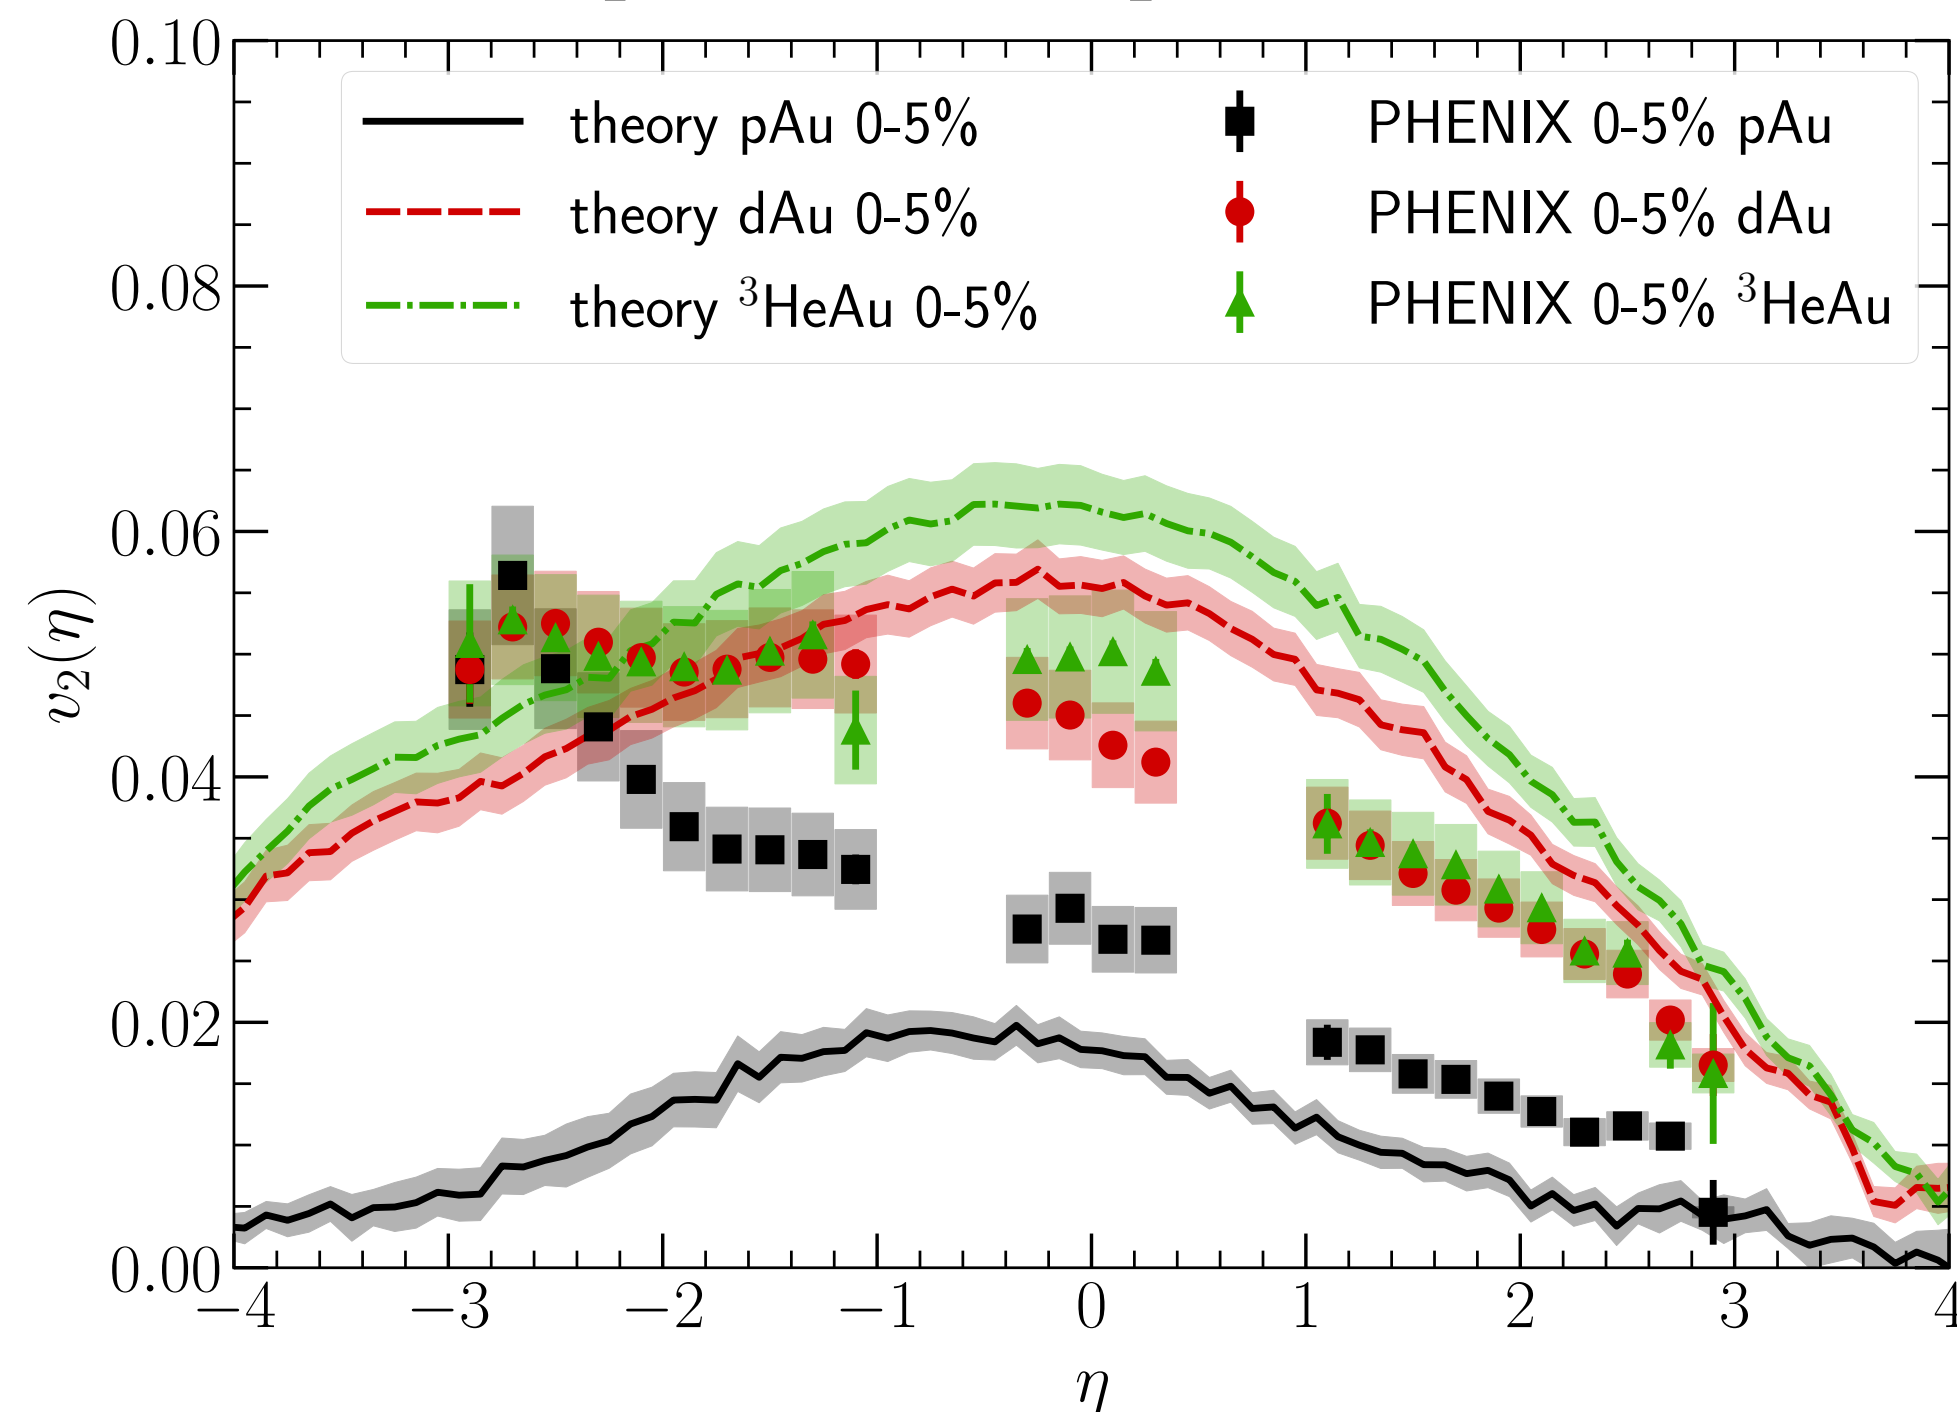 0.10
theory pAu 0-5%
PHENIX 0-5% pAu
theory dAu 0-5%
PHENIX 0-5% dAu
0.08
theory ³HeAu 0-5%
PHENIX 0-5% ³HeAu
0.06
v₂(η)
0.04
0.02
0.00
−4 −3 −2 −1 0 1 2 3 4
η